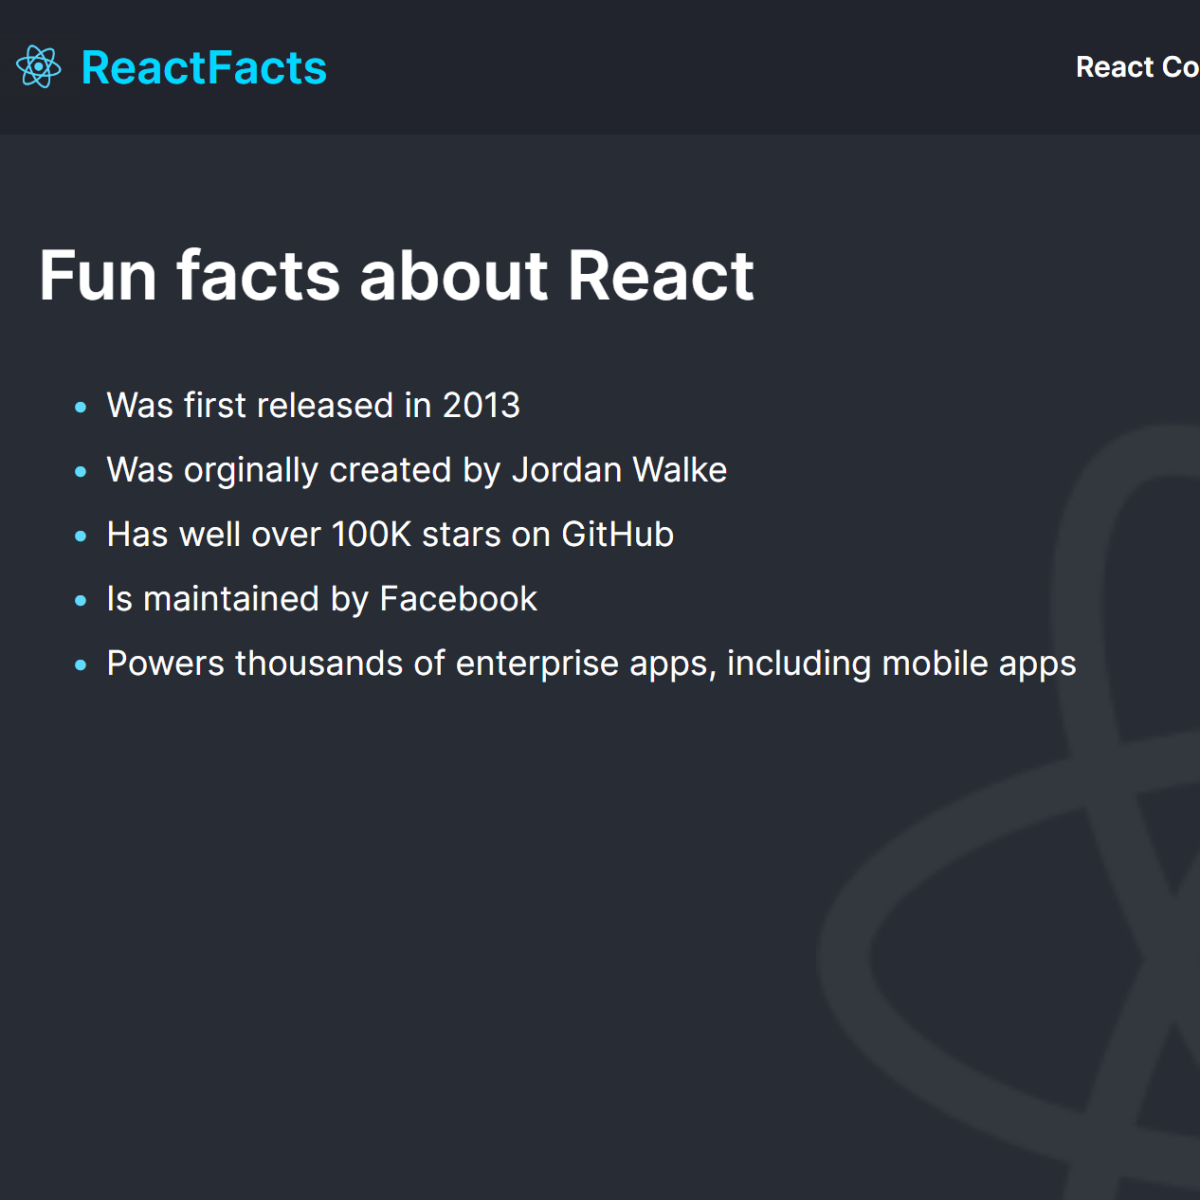 ReactFacts
React Co
Fun facts about React
Was first released in 2013
Was orginally created by Jordan Walke
Has well over 100K stars on GitHub
Is maintained by Facebook
Powers thousands of enterprise apps, including mobile apps